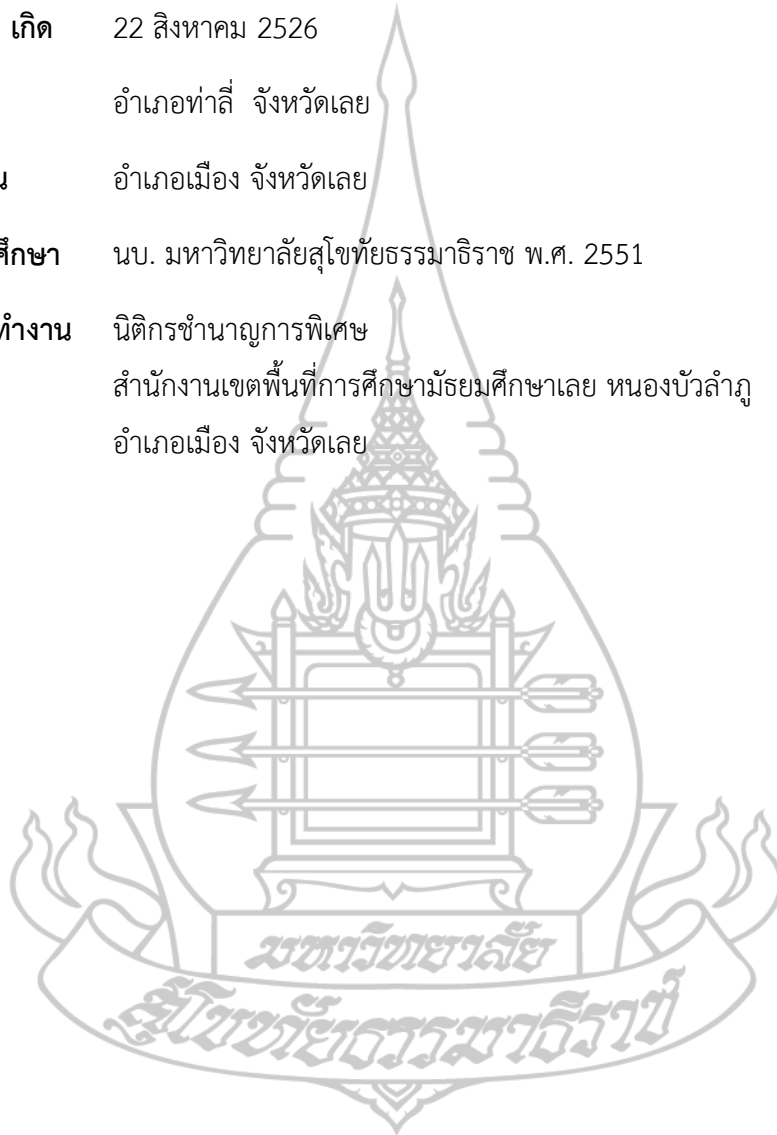 เกิด 22 สิงหาคม 2526
อำเภอท่าลี่ จังหวัดเลย
น อำเภอเมือง จังหวัดเลย
ศึกษา นบ. มหาวิทยาลัยสุโขทัยธรรมาธิราช พ.ศ. 2551
ทำงาน นิติกรชำนาญการพิเศษ
สำนักงานเขตพื้นที่การศึกษามัธยมศึกษาเลย หนองบัวลำภู
อำเภอเมือง จังหวัดเลย
มหาวิทยาลัย
สุโขทัยธรรมาธิราช